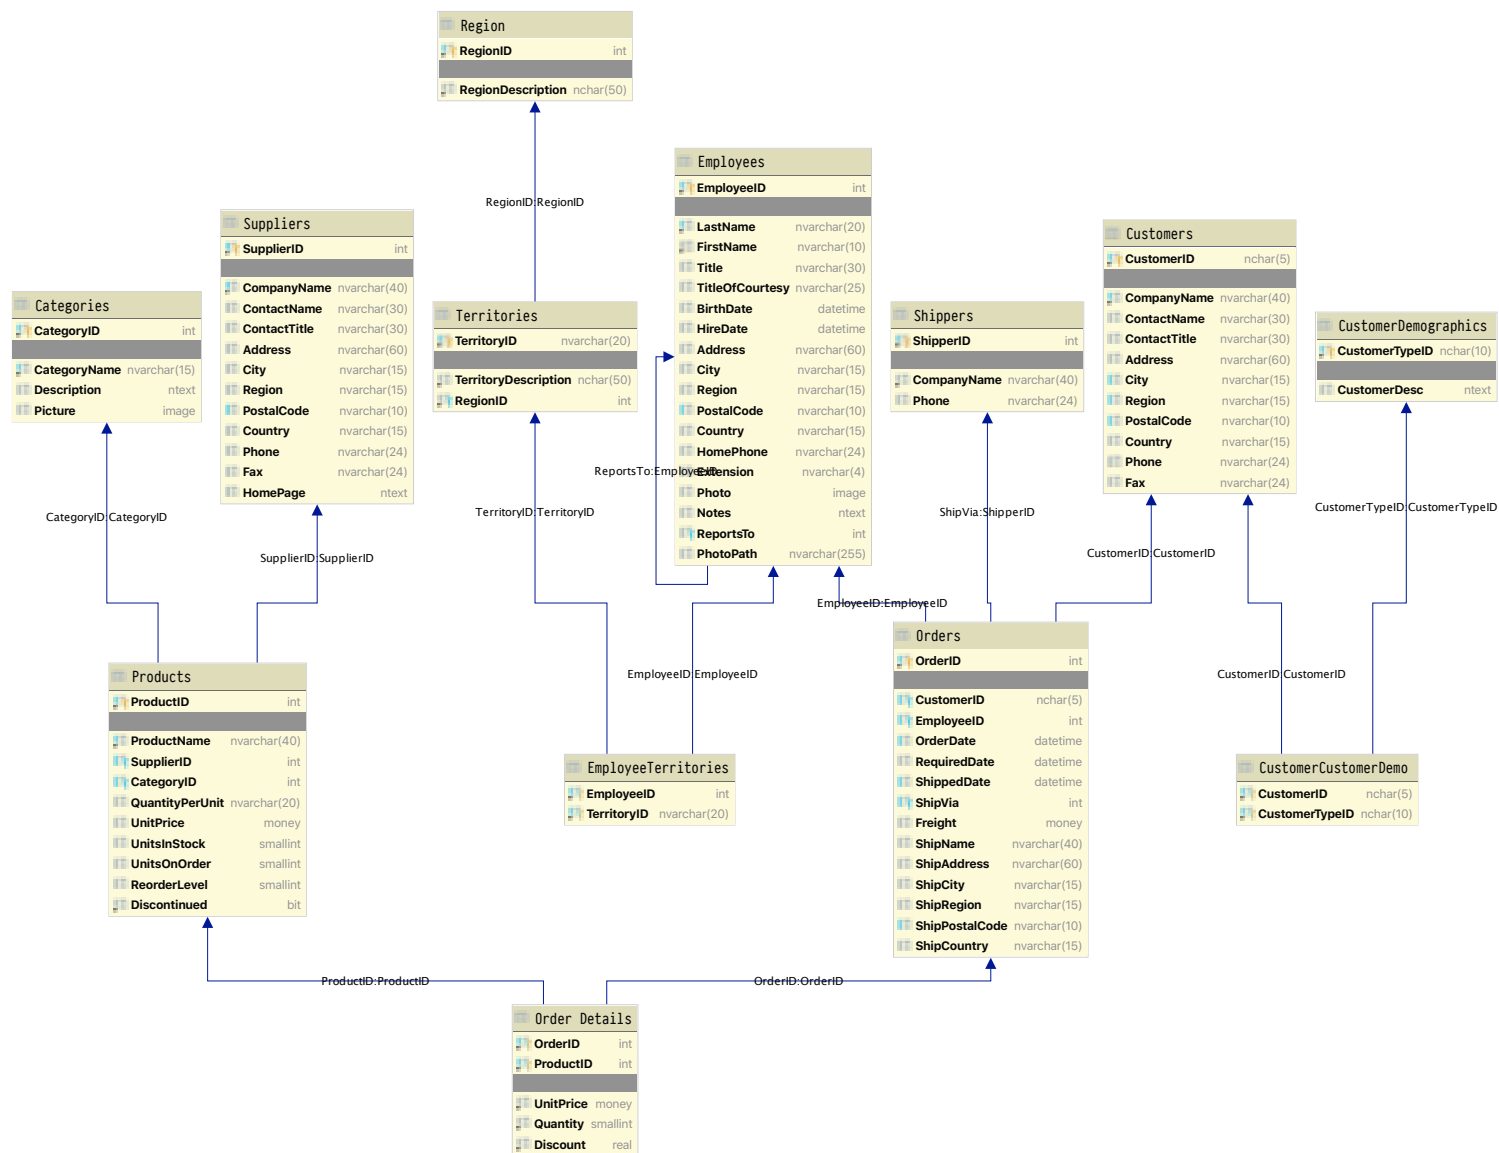 Region
RegionID int
RegionDescription nchar(50)
RegionID:RegionID
Employees
EmployeeID int
LastName nvarchar(20)
FirstName nvarchar(10)
Title nvarchar(30)
TitleOfCourtesy nvarchar(25)
BirthDate datetime
HireDate datetime
Address nvarchar(60)
City nvarchar(15)
Region nvarchar(15)
PostalCode nvarchar(10)
Country nvarchar(15)
HomePhone nvarchar(24)
Extension nvarchar(4)
Photo image
Notes ntext
ReportsTo int
PhotoPath nvarchar(255)
ReportsTo:EmployeeID
Suppliers
SupplierID int
CompanyName nvarchar(40)
ContactName nvarchar(30)
ContactTitle nvarchar(30)
Address nvarchar(60)
City nvarchar(15)
Region nvarchar(15)
PostalCode nvarchar(10)
Country nvarchar(15)
Phone nvarchar(24)
Fax nvarchar(24)
HomePage ntext
Customers
CustomerID nchar(5)
CompanyName nvarchar(40)
ContactName nvarchar(30)
ContactTitle nvarchar(30)
Address nvarchar(60)
City nvarchar(15)
Region nvarchar(15)
PostalCode nvarchar(10)
Country nvarchar(15)
Phone nvarchar(24)
Fax nvarchar(24)
Categories
CategoryID int
CategoryName nvarchar(15)
Description ntext
Picture image
Territories
TerritoryID nvarchar(20)
TerritoryDescription nchar(50)
RegionID int
Shippers
ShipperID int
CompanyName nvarchar(40)
Phone nvarchar(24)
CustomerDemographics
CustomerTypeID nchar(10)
CustomerDesc ntext
CategoryID:CategoryID
SupplierID:SupplierID
TerritoryID:TerritoryID
ShipVia:ShipperID
CustomerID:CustomerID
CustomerTypeID:CustomerTypeID
EmployeeID:EmployeeID
EmployeeID:EmployeeID
CustomerID:CustomerID
Products
ProductID int
ProductName nvarchar(40)
SupplierID int
CategoryID int
QuantityPerUnit nvarchar(20)
UnitPrice money
UnitsInStock smallint
UnitsOnOrder smallint
ReorderLevel smallint
Discontinued bit
EmployeeTerritories
EmployeeID int
TerritoryID nvarchar(20)
Orders
OrderID int
CustomerID nchar(5)
EmployeeID int
OrderDate datetime
RequiredDate datetime
ShippedDate datetime
ShipVia int
Freight money
ShipName nvarchar(40)
ShipAddress nvarchar(60)
ShipCity nvarchar(15)
ShipRegion nvarchar(15)
ShipPostalCode nvarchar(10)
ShipCountry nvarchar(15)
CustomerCustomerDemo
CustomerID nchar(5)
CustomerTypeID nchar(10)
ProductID:ProductID
OrderID:OrderID
Order Details
OrderID int
ProductID int
UnitPrice money
Quantity smallint
Discount real